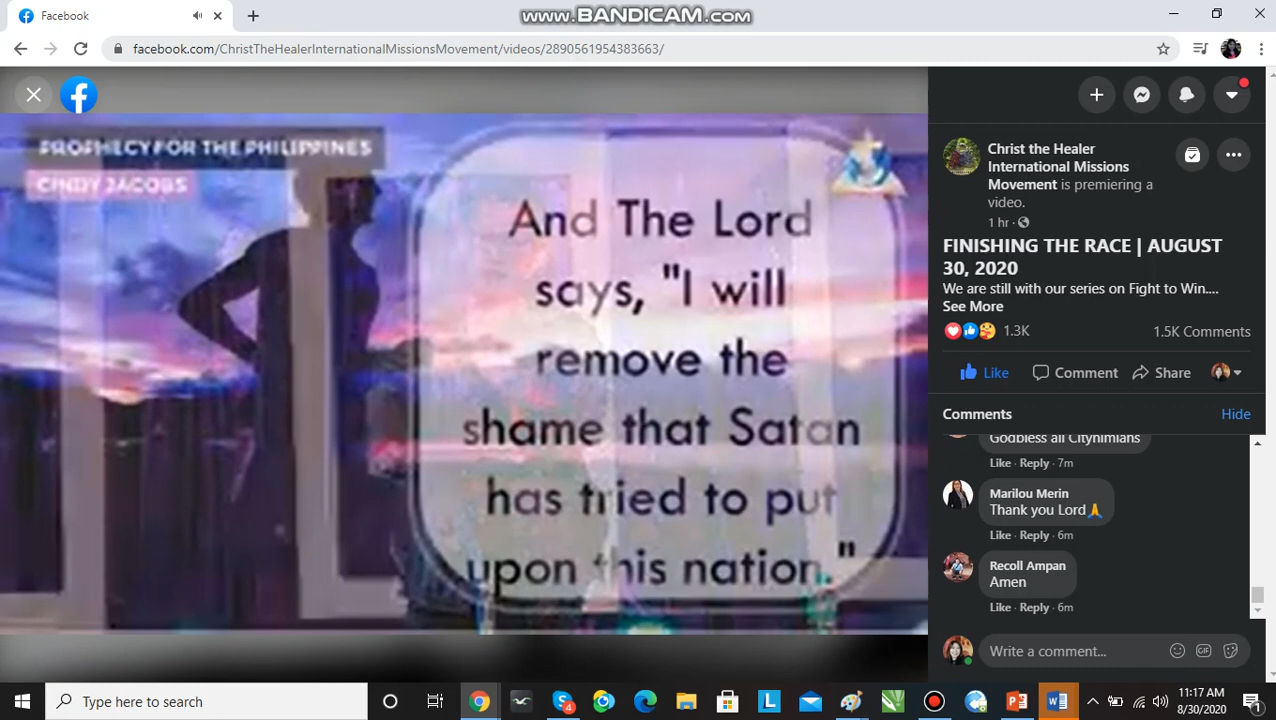 Facebook
www.BANDICAM.com
facebook.com/ChristTheHealerInternationalMissionsMovement/videos/2890561954383663/
PROPHECY FOR THE PHILIPPINES
CINDY JACOBS
And The Lord
says, "I will
remove the
shame that Satan
has tried to put
upon this nation."
Christ the Healer
International Missions
Movement is premiering a
video.
1 hr ·
FINISHING THE RACE | AUGUST
30, 2020
We are still with our series on Fight to Win....
See More
1.3K
1.5K Comments
Like
Comment
Share
Comments
Hide
Godbless all Citynihians
Like · Reply · 7m
Marilou Merin
Thank you Lord🙏
Like · Reply · 6m
Recoll Ampan
Amen
Like · Reply · 6m
Write a comment...
GIF
Type here to search
4
L
11:17 AM
8/30/2020
1